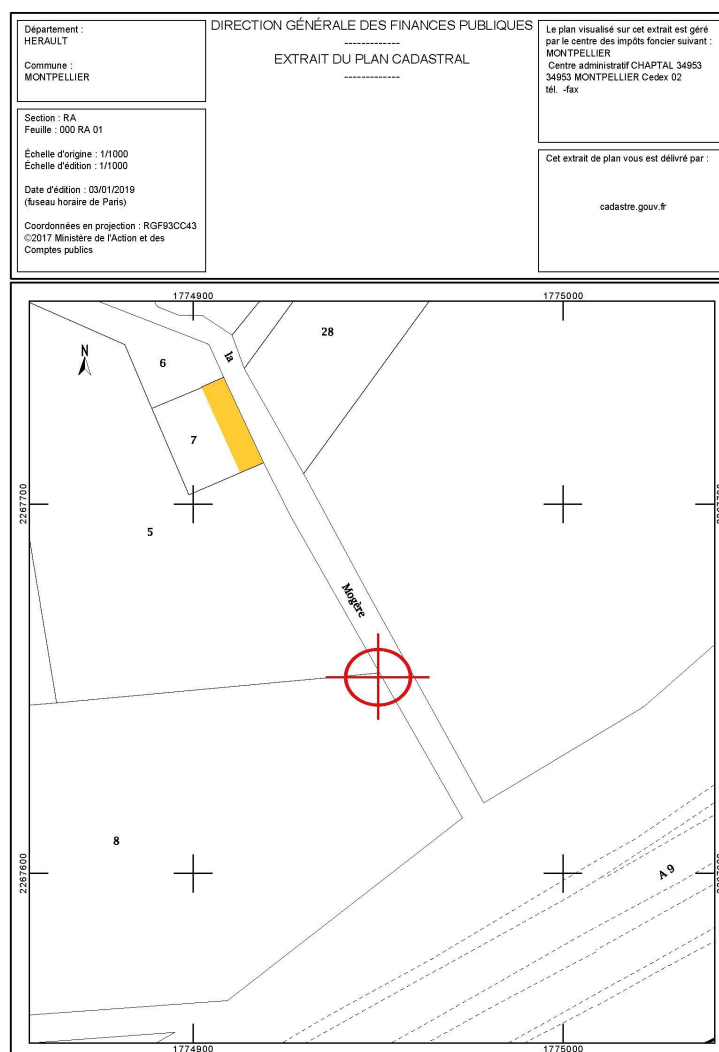 Département :
HERAULT
Commune :
MONTPELLIER
Section : RA
Feuille : 000 RA 01
Échelle d'origine : 1/1000
Échelle d'édition : 1/1000
Date d'édition : 03/01/2019
(fuseau horaire de Paris)
Coordonnées en projection : RGF93CC43
©2017 Ministère de l'Action et des
Comptes publics
DIRECTION GÉNÉRALE DES FINANCES PUBLIQUES
-------------
EXTRAIT DU PLAN CADASTRAL
-------------
Le plan visualisé sur cet extrait est géré
par le centre des impôts foncier suivant :
MONTPELLIER
Centre administratif CHAPTAL 34953
34953 MONTPELLIER Cedex 02
tél. -fax
Cet extrait de plan vous est délivré par :
cadastre.gouv.fr
1774900
1775000
N
6
la
28
7
2267700
2267700
5
Mogère
8
2267600
2267600
A 9
1774900
1775000